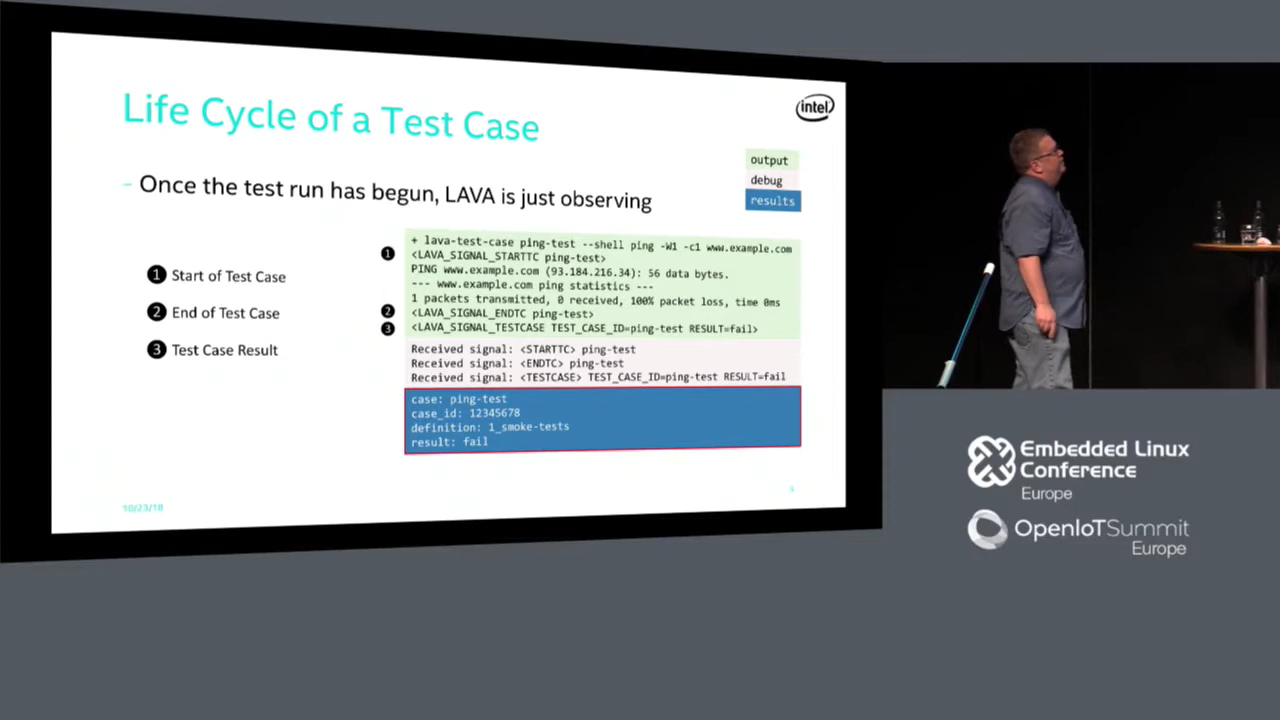 Life Cycle of a Test Case
intel
output
debug
results
– Once the test run has begun, LAVA is just observing
1 Start of Test Case
2 End of Test Case
3 Test Case Result
1 + lava-test-case ping-test --shell ping -W1 -c1 www.example.com
<LAVA_SIGNAL_STARTTC ping-test>
PING www.example.com (93.184.216.34): 56 data bytes.
--- www.example.com ping statistics ---
1 packets transmitted, 0 received, 100% packet loss, time 0ms
2 <LAVA_SIGNAL_ENDTC ping-test>
3 <LAVA_SIGNAL_TESTCASE TEST_CASE_ID=ping-test RESULT=fail>
Received signal: <STARTTC> ping-test
Received signal: <ENDTC> ping-test
Received signal: <TESTCASE> TEST_CASE_ID=ping-test RESULT=fail
case: ping-test
case_id: 12345678
definition: 1_smoke-tests
result: fail
10/23/18
Embedded Linux
Conference
Europe
OpenIoTSummit
Europe